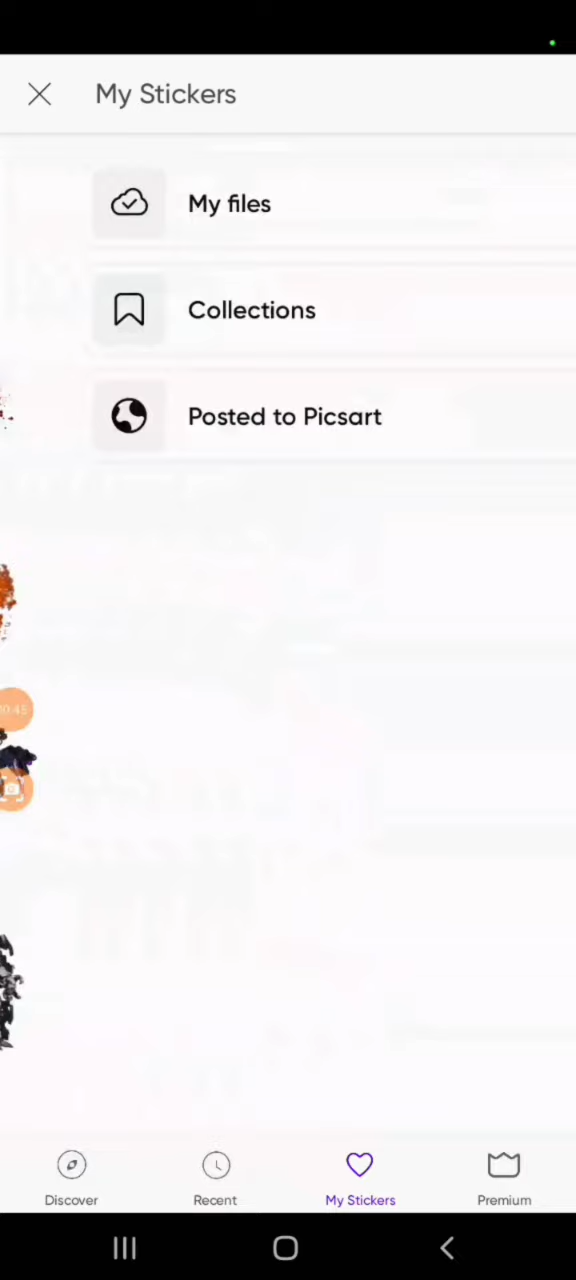 My Stickers
My files
Collections
Posted to Picsart
Discover
Recent
My Stickers
Premium